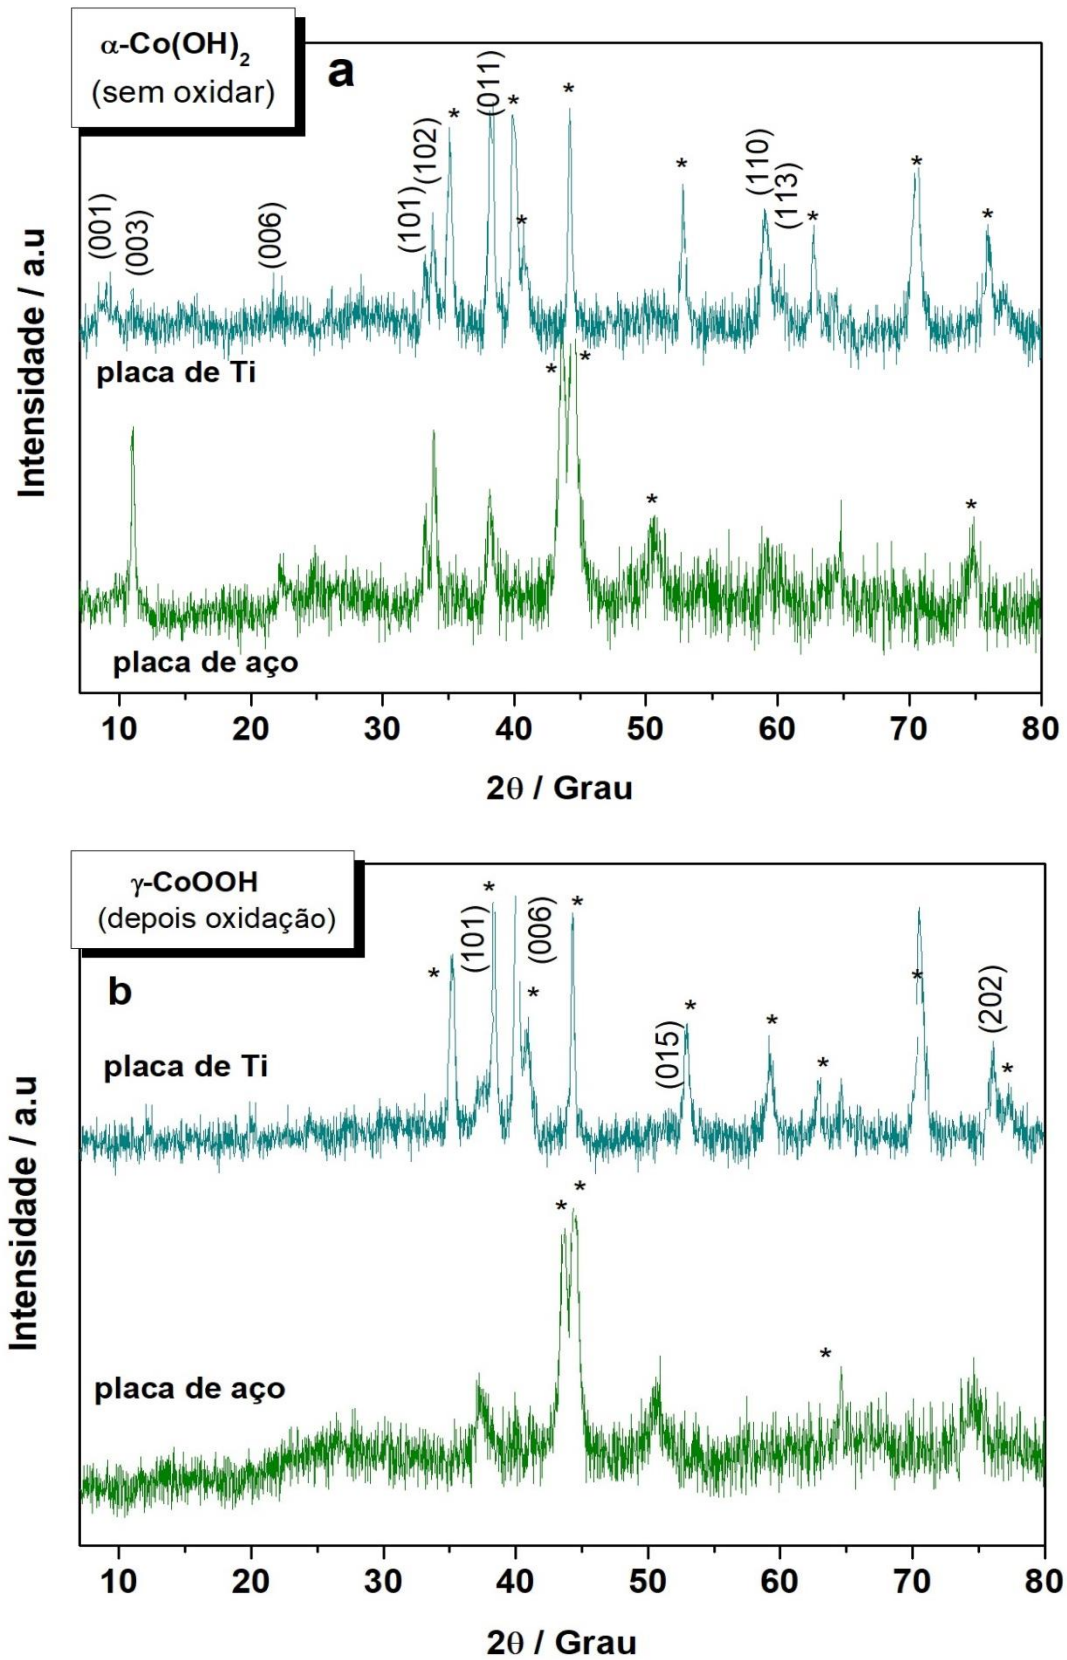 α-Co(OH)2
(sem oxidar)
a
(001)
(003)
(006)
(101)
(102)
*
(011)
*
*
*
*
(110)
(113)
*
*
*
placa de Ti
*
*
*
*
placa de aço
Intensidade / a.u
10 20 30 40 50 60 70 80
2θ / Grau
γ-CoOOH
(depois oxidação)
b
*
(101)
*
(006)
*
*
(015)
*
*
*
*
(202)
*
placa de Ti
*
*
*
placa de aço
Intensidade / a.u
10 20 30 40 50 60 70 80
2θ / Grau